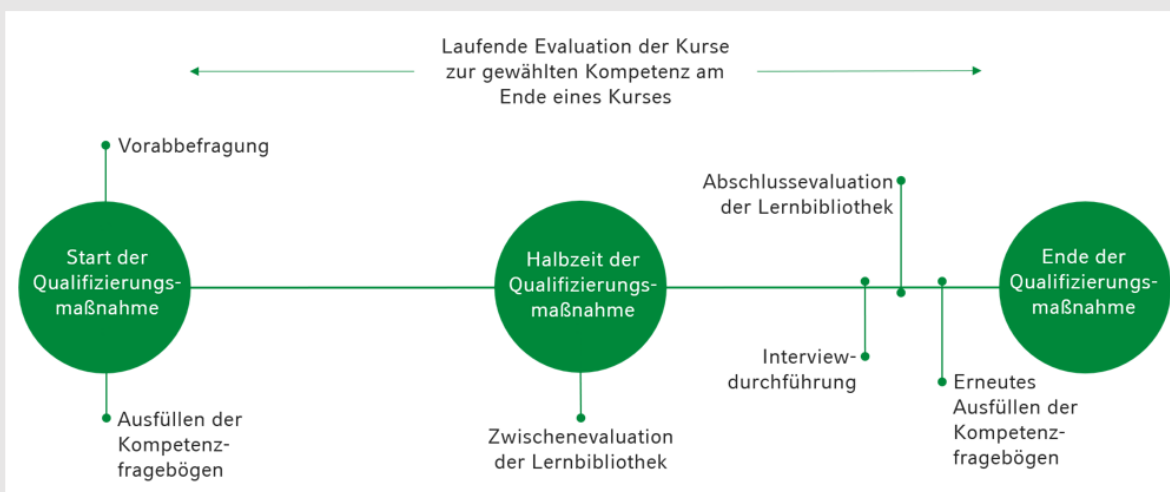 Laufende Evaluation der Kurse
zur gewählten Kompetenz am
Ende eines Kurses
Vorabbefragung
Start der
Qualifizierungs-
maßnahme
Ausfüllen der
Kompetenz-
fragebögen
Halbzeit der
Qualifizierungs-
maßnahme
Zwischenevaluation
der Lernbibliothek
Abschlussevaluation
der Lernbibliothek
Interview-
durchführung
Erneutes
Ausfüllen der
Kompetenz-
fragebögen
Ende der
Qualifizierungs-
maßnahme